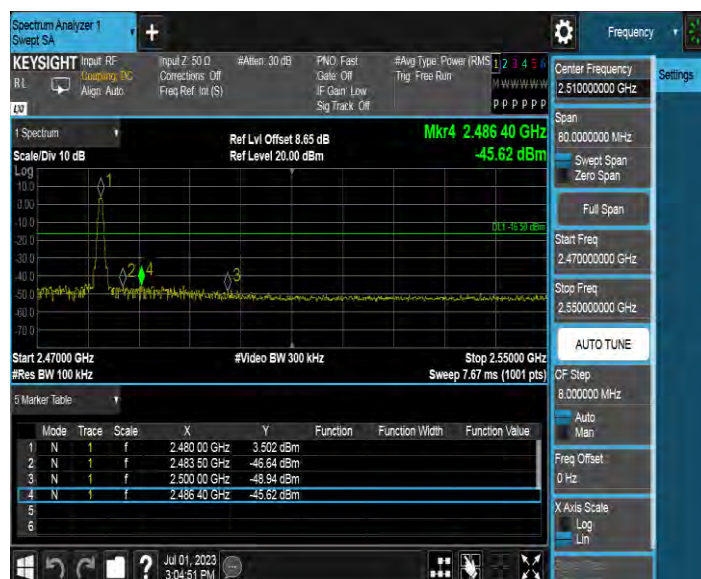 Spectrum Analyzer 1
Swept SA
+
Frequency
KEYSIGHT Input: RF Input Z: 50 Ω #Atten: 30 dB PNO: Fast #Avg Type: Power (RMS 1 2 3 4 5 6
RL Coupling: DC Corrections: Off Gate: Off Trig: Free Run
Align: Auto Freq Ref: Int (S) IF Gain: Low
Sig Track: Off
M W W W W W
P P P P P P
LXI
Settings
Center Frequency
2.510000000 GHz
Span
80.0000000 MHz
Swept Span
Zero Span
Full Span
Start Freq
2.470000000 GHz
Stop Freq
2.550000000 GHz
AUTO TUNE
CF Step
8.000000 MHz
Auto
Man
Freq Offset
0 Hz
X Axis Scale
Log
Lin
1 Spectrum
Scale/Div 10 dB
Ref Lvl Offset 8.65 dB
Ref Level 20.00 dBm
Mkr4 2.486 40 GHz
-45.62 dBm
Log
10.0
0.00
-10.0
-20.0
-30.0
-40.0
-50.0
-60.0
-70.0
1
2
4
3
DL1 -16.50 dBm
Start 2.47000 GHz #Video BW 300 kHz Stop 2.55000 GHz
#Res BW 100 kHz Sweep 7.67 ms (1001 pts)
5 Marker Table
Mode Trace Scale X Y Function Function Width Function Value
1 N 1 f 2.480 00 GHz 3.502 dBm
2 N 1 f 2.483 50 GHz -46.64 dBm
3 N 1 f 2.500 00 GHz -48.94 dBm
4 N 1 f 2.486 40 GHz -45.62 dBm
5
6
?
Jul 01, 2023
3:04:51 PM